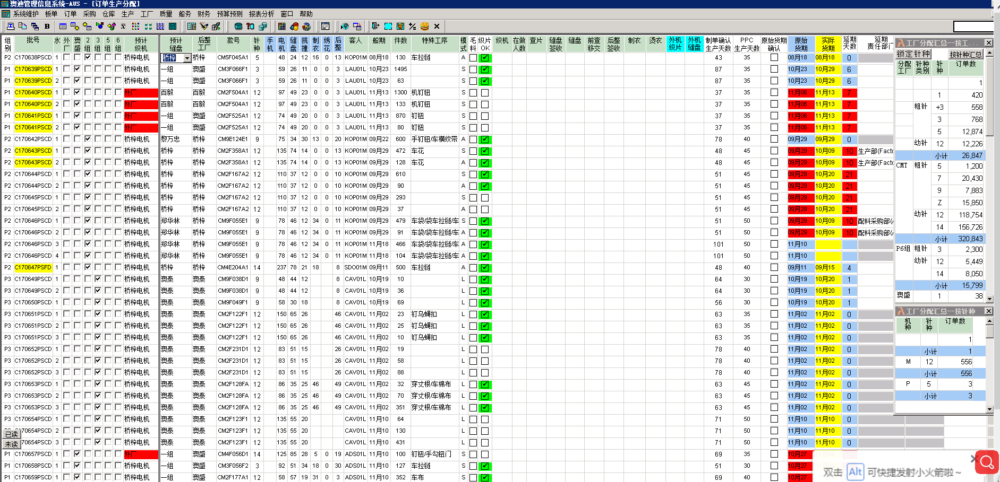 澳迪管理信息系统-AUS - [订单生产分配]
系统维护 板单 订单 采购 仓库 生产 工厂 质量 船务 财务 预算预测 报表分析 窗口 帮助
组别 批号 水 外厂 澳盛 2组 3组 5组 6组 预计织机 预计缝盘 后整工厂 款号 针种 手机 电机 缝盘 挑撞 制衣 绣花 后整 客人 船期 件数 特殊工序 模式 毛料 织片OK 织机 在做人数 查片 缝盘签收 缝盘 前查移交 后整签收 制衣 烫衣 外机织片 外机缝盘 制单确认生产天数 PPC生产天数 原始货期确认 原始货期 实际货期 延期天数 延期责任部门
P2 C170638PSCD 1 桥梓电机 桥梓 桥梓 CM5F045A1 5 48 24 12 16 0 13 KOP01M 08月18 130 车拉链 A 43 35 08月18 08月18 0
P1 C170639PSCD 1 桥梓电机 一组 澳盛 CM3F066F1 3 59 26 11 0 0 3 LAU01L 10月23 1495 S 87 35 10月23 10月29 6
P1 C170639PSCD 2 桥梓电机 一组 澳盛 CM3F066F1 3 59 26 11 0 0 3 LAU01L 10月23 63 S 87 35 10月23 10月29 6
P1 C170640PSCD 1 外厂 百毅 百毅 CM2F504A1 12 97 49 23 0 0 3 LAU01L 11月13 1300 机钉钮 S 37 35 11月06 11月13 7
P1 C170640PSCD 2 外厂 百毅 百毅 CM2F504A1 12 97 49 23 0 0 3 LAU01L 11月13 133 机钉钮 S 37 35 11月06 11月13 7
P1 C170641PSCD 1 外厂 一组 澳盛 CM2F525A1 12 74 49 20 0 0 3 LAU01L 11月13 870 钉钮 S 37 35 11月06 11月13 7
P1 C170641PSCD 2 外厂 一组 澳盛 CM2F525A1 12 74 49 20 0 0 3 LAU01L 11月13 80 钉钮 S 37 35 11月06 11月13 7
P2 C170642PSCD 1 桥梓电机 黎万忠 桥梓 CM9E124E1 9 75 34 30 13 0 20 KOP01M 09月22 600 手钉钮/车横纹带 A 78 40 09月29 09月29 0
P2 C170643PSCD 1 桥梓电机 桥梓 桥梓 CM2F358A1 12 135 74 14 0 0 13 KOP01M 09月29 472 车花 S 48 45 09月29 10月09 10 生产部(Facto
P2 C170643PSCD 2 桥梓电机 桥梓 桥梓 CM2F358A1 12 135 74 14 0 0 13 KOP01M 09月29 128 车花 A 48 45 09月29 10月09 10 生产部(Facto
P2 C170644PSCD 1 桥梓电机 桥梓 桥梓 CM2F167A2 12 110 37 12 0 0 10 KOP01M 09月29 610 S 51 45 09月29 10月20 21
P2 C170644PSCD 2 桥梓电机 桥梓 桥梓 CM2F167A2 12 110 37 12 0 0 10 KOP01M 09月29 90 A 51 45 09月29 10月20 21
P2 C170645PSCD 1 桥梓电机 桥梓 桥梓 CM2F167A2 12 110 37 12 0 0 10 KOP01M 09月29 293 S 51 45 09月29 10月20 21
P2 C170645PSCD 2 桥梓电机 桥梓 桥梓 CM2F167A2 12 110 37 12 0 0 10 KOP01M 09月29 37 A 51 45 09月29 10月20 21
P2 C170646PSCD 1 桥梓电机 郑华林 桥梓 CM9F055E1 9 78 46 12 34 0 11 KOP01M 09月29 479 车袋/袋车拉链/车 S 51 50 09月29 10月09 10 配料采购部(
P2 C170646PSCD 2 桥梓电机 郑华林 桥梓 CM9F055E1 9 78 46 12 34 0 11 KOP01M 09月29 91 车袋/袋车拉链/车 A 51 50 09月29 10月09 10 配料采购部(
P2 C170646PSCD 3 桥梓电机 郑华林 桥梓 CM9F055E1 9 78 46 12 34 0 11 KOP01M 11月18 466 车袋/袋车拉链/车 A 101 50 11月10
P2 C170646PSCD 4 桥梓电机 郑华林 桥梓 CM9F055E1 9 78 46 12 34 0 11 KOP01M 11月18 104 车袋/袋车拉链/车 A 101 50 11月10
P2 C170647PSFD 1 桥梓电机 桥梓 桥梓 CM4E204A1 14 237 78 21 18 8 SDO01M 09月11 500 车拉链 A 48 40 09月11 09月15 4
P3 C170649PSCD 1 桥梓电机 澳泰 澳泰 CM9F038D1 9 48 44 12 8 CAV01L 10月19 10 L 64 30 10月19 10月20 1
P3 C170649PSCD 2 桥梓电机 澳泰 澳泰 CM9F038D1 9 48 44 12 8 CAV01L 10月19 36 L 64 30 10月19 10月20 1
P3 C170650PSCD 1 桥梓电机 澳泰 澳泰 CM9F049F1 9 58 30 18 8 CAV01L 10月19 69 L 56 30 10月19 10月20 1
P3 C170651PSCD 1 桥梓电机 澳泰 澳泰 CM2F122F1 12 150 65 26 46 CAV01L 11月02 23 钉乌蝇扣 L 63 35 11月02 11月02 0
P3 C170651PSCD 2 桥梓电机 澳泰 澳泰 CM2F122F1 12 150 65 26 46 CAV01L 11月02 25 钉乌蝇扣 L 63 35 11月02 11月02 0
P3 C170651PSCD 3 桥梓电机 澳泰 澳泰 CM2F122F1 12 150 65 26 46 CAV01L 11月02 10 钉乌蝇扣 L 63 35 11月02 11月02 0
P3 C170652PSCD 1 桥梓电机 澳泰 澳泰 CM2F231D1 12 83 51 15 26 CAV01L 11月02 19 L 78 40 11月02 11月02 0
P3 C170652PSCD 2 桥梓电机 澳泰 澳泰 CM2F231D1 12 83 51 15 26 CAV01L 11月02 58 L 78 40 11月02 11月02 0
P3 C170652PSCD 3 桥梓电机 澳泰 澳泰 CM2F231D1 12 83 51 15 26 CAV01L 11月02 88 L 78 40 11月02 11月02 0
P3 C170653PSCD 1 桥梓电机 澳泰 澳泰 CM2F128FA 12 86 35 25 46 49 CAV01L 11月02 32 穿丈根/车棉布 L 63 45 11月02 11月02 0
P3 C170653PSCD 2 桥梓电机 澳泰 澳泰 CM2F128FA 12 86 35 25 46 49 CAV01L 11月02 70 穿丈根/车棉布 L 63 45 11月02 11月02 0
P3 C170653PSCD 3 桥梓电机 澳泰 澳泰 CM2F128FA 12 86 35 25 46 49 CAV01L 11月02 351 穿丈根/车棉布 L 63 45 11月02 11月02 0
P3 C170654PSCD 1 桥梓电机 澳泰 澳泰 CM2F123F1 12 135 55 20 CAV01L 11月10 64 L 71 50 11月10 11月10 0
70654PSCD 2 桥梓电机 澳泰 澳泰 CM2F123F1 12 135 55 20 CAV01L 11月10 130 L 71 50 11月10 11月10 0
70654PSCD 3 桥梓电机 澳泰 澳泰 CM2F123F1 12 135 55 20 CAV01L 11月10 431 L 71 50 11月10 11月10 0
P1 C170657PSCD 1 外厂 一组 澳盛 CM4F056D1 14 125 85 28 5 0 19 ADS01L 11月10 100 钉钮/手勾钮门 S 69 35 10月27
P1 C170658PSCD 1 桥梓电机 一组 澳盛 CM3F056F2 3 92 51 34 18 0 30 ADS01L 11月10 127 车拉链 S 51 30 10月27
P1 C170659PSCD 1 桥梓电机 一组 澳盛 CM2F177A1 12 58 57 19 31 0 3 ADS01L 11月10 352 车布 S 69 40 10月27
已读
未读
工厂分配汇总--按工...
锁定针种 按针种汇总
分配工厂 针种类别 针种 订单数
1
1 420
粗针 +3 558
3 768
5 12,874
幼针 12 12,226
小计 26,847
CMT 粗针 5 1,200
7 20,430
9 7,883
Z 15,850
幼针 12 118,754
14 156,726
小计 320,843
P6组 粗针 3 2,300
幼针 12 5,449
14 8,050
小计 15,799
澳盛 1 38
工厂分配汇总--按针种
机种 针种 订单数
1
小计 1
M 12 556
小计 556
P 5 3
小计 3
双击 Alt 可快捷发射小火箭啦~